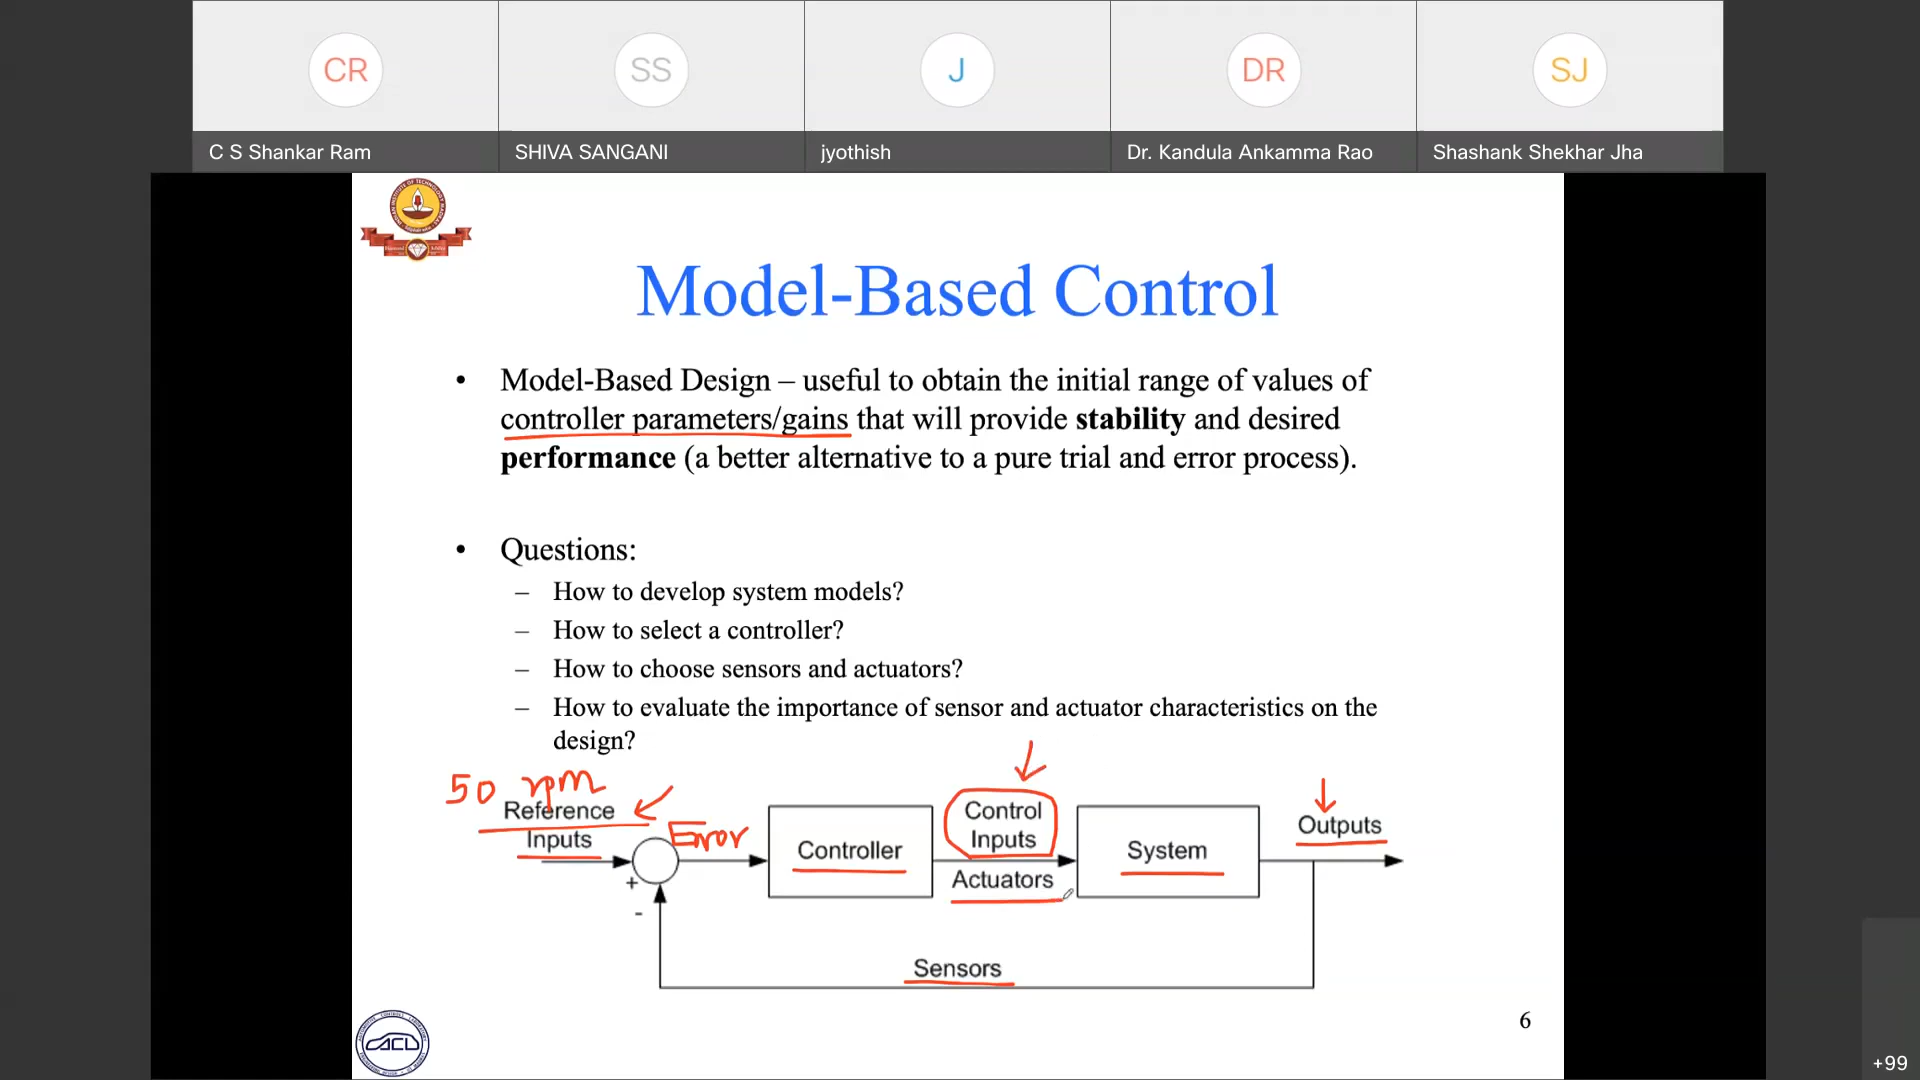 CR
SS
J
DR
SJ
C S Shankar Ram
SHIVA SANGANI
jyothish
Dr. Kandula Ankamma Rao
Shashank Shekhar Jha
Model-Based Control
• Model-Based Design – useful to obtain the initial range of values of
controller parameters/gains that will provide stability and desired
performance (a better alternative to a pure trial and error process).
• Questions:
– How to develop system models?
– How to select a controller?
– How to choose sensors and actuators?
– How to evaluate the importance of sensor and actuator characteristics on the
design?
50 rpm
Reference
Inputs
+
-
Error
Controller
Control
Inputs
Actuators
System
Outputs
Sensors
ACL
6
+99